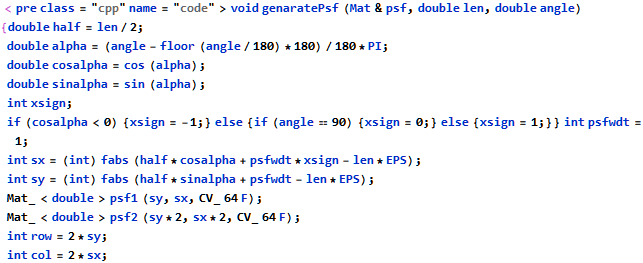 < pre class = "cpp" name = "code" > void genaratePsf (Mat & psf, double len, double angle)
{double half = len / 2;
double alpha = (angle - floor (angle / 180) * 180) / 180 * PI;
double cosalpha = cos (alpha);
double sinalpha = sin (alpha);
int xsign;
if (cosalpha < 0) {xsign = -1;} else {if (angle == 90) {xsign = 0;} else {xsign = 1;}} int psfwdt =
1;
int sx = (int) fabs (half * cosalpha + psfwdt * xsign - len * EPS);
int sy = (int) fabs (half * sinalpha + psfwdt - len * EPS);
Mat_ < double > psf1 (sy, sx, CV_ 64 F);
Mat_ < double > psf2 (sy * 2, sx * 2, CV_ 64 F);
int row = 2 * sy;
int col = 2 * sx;